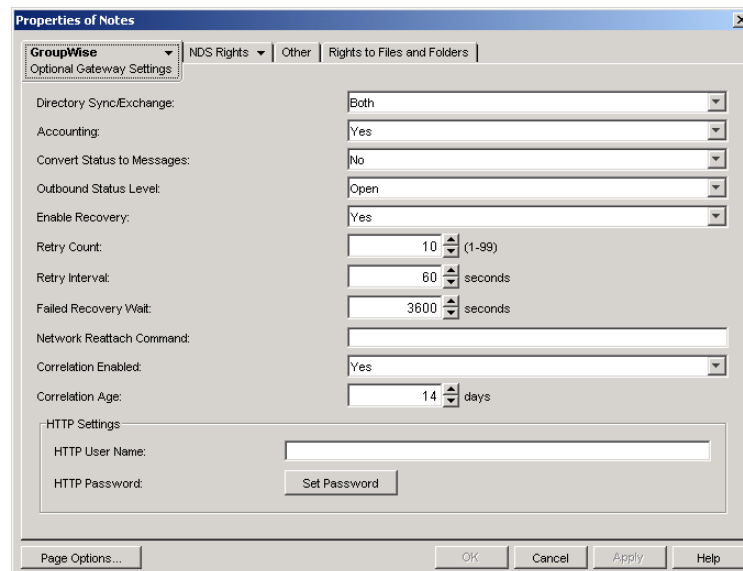 Properties of Notes
GroupWise NDS Rights Other Rights to Files and Folders
Optional Gateway Settings
Directory Sync/Exchange: Both
Accounting: Yes
Convert Status to Messages: No
Outbound Status Level: Open
Enable Recovery: Yes
Retry Count: 10 (1-99)
Retry Interval: 60 seconds
Failed Recovery Wait: 3600 seconds
Network Reattach Command:
Correlation Enabled: Yes
Correlation Age: 14 days
HTTP Settings
HTTP User Name:
HTTP Password: Set Password
Page Options... OK Cancel Apply Help